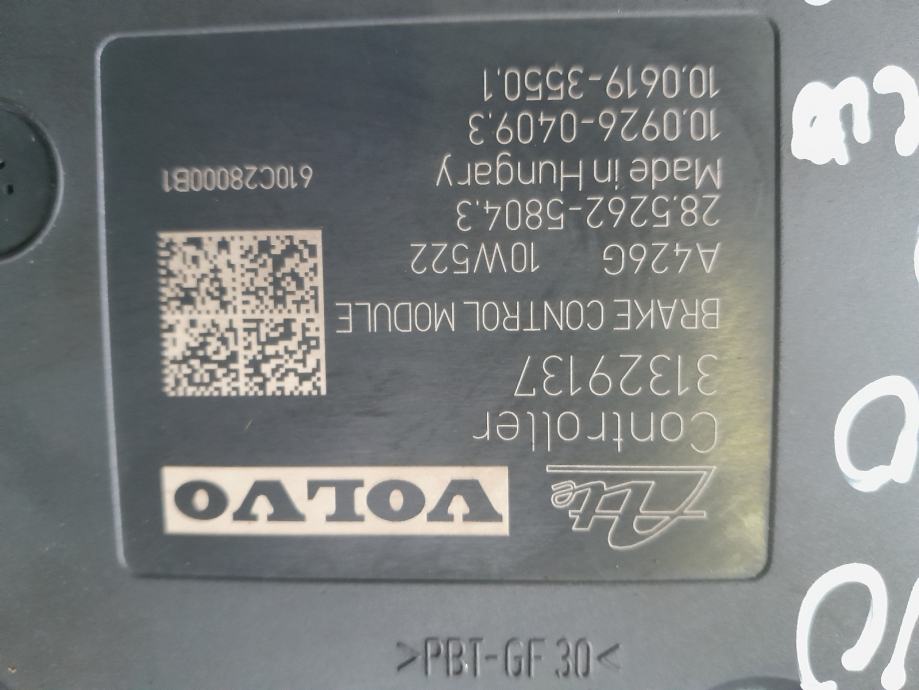 Ate VOLVO
Controller
31329137
BRAKE CONTROL MODULE
A426G 10W522
28.5262-5804.3
Made in Hungary
10.0926-0409.3
10.0619-3550.1
610C28000B1
>PBT-GF 30<